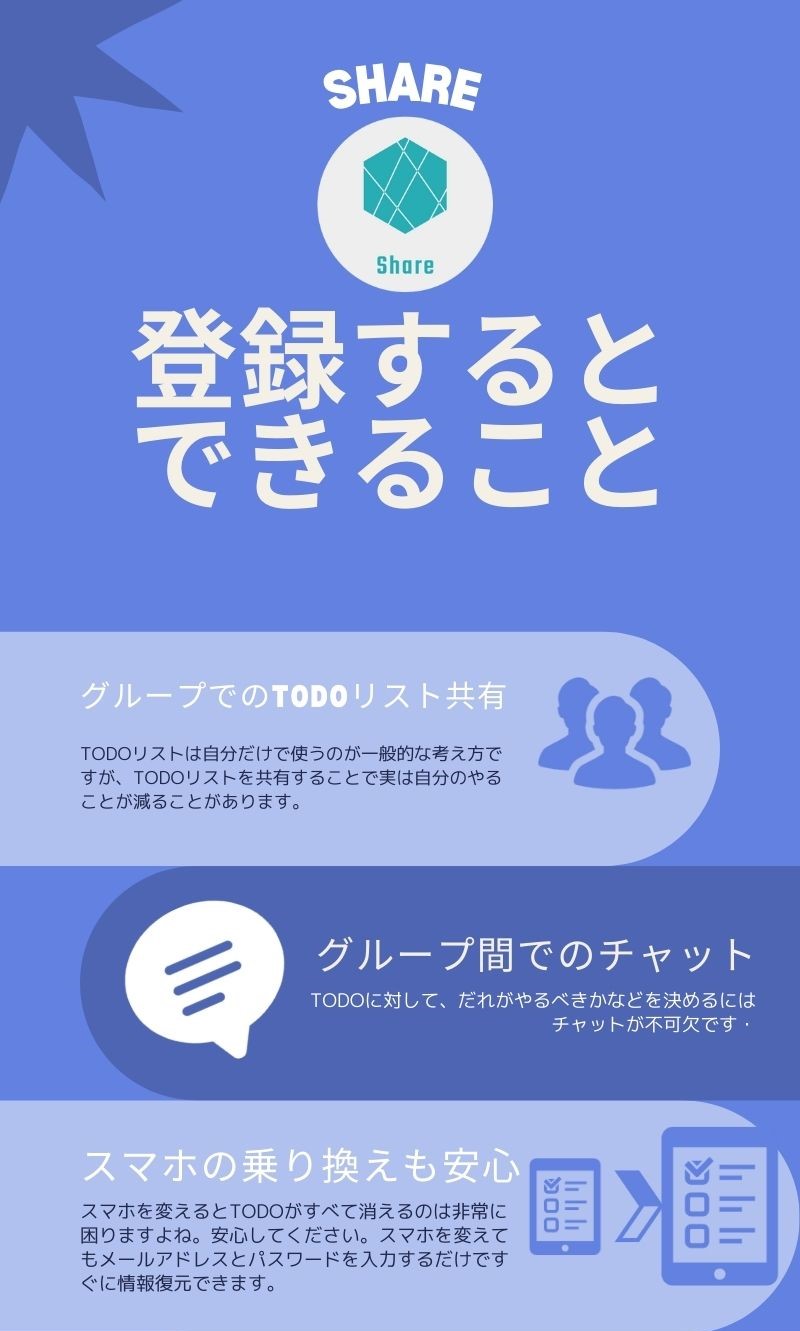 SHARE
Share
登録すると
できること
グループでのTODOリスト共有
TODOリストは自分だけで使うのが一般的な考え方で
すが、TODOリストを共有することで実は自分のやる
ことが減ることがあります。
グループ間でのチャット
TODOに対して、だれがやるべきかなどを決めるには
チャットが不可欠です・
スマホの乗り換えも安心
スマホを変えるとTODOがすべて消えるのは非常に
困りますよね。安心してください。スマホを変えて
もメールアドレスとパスワードを入力するだけです
ぐに情報復元できます。